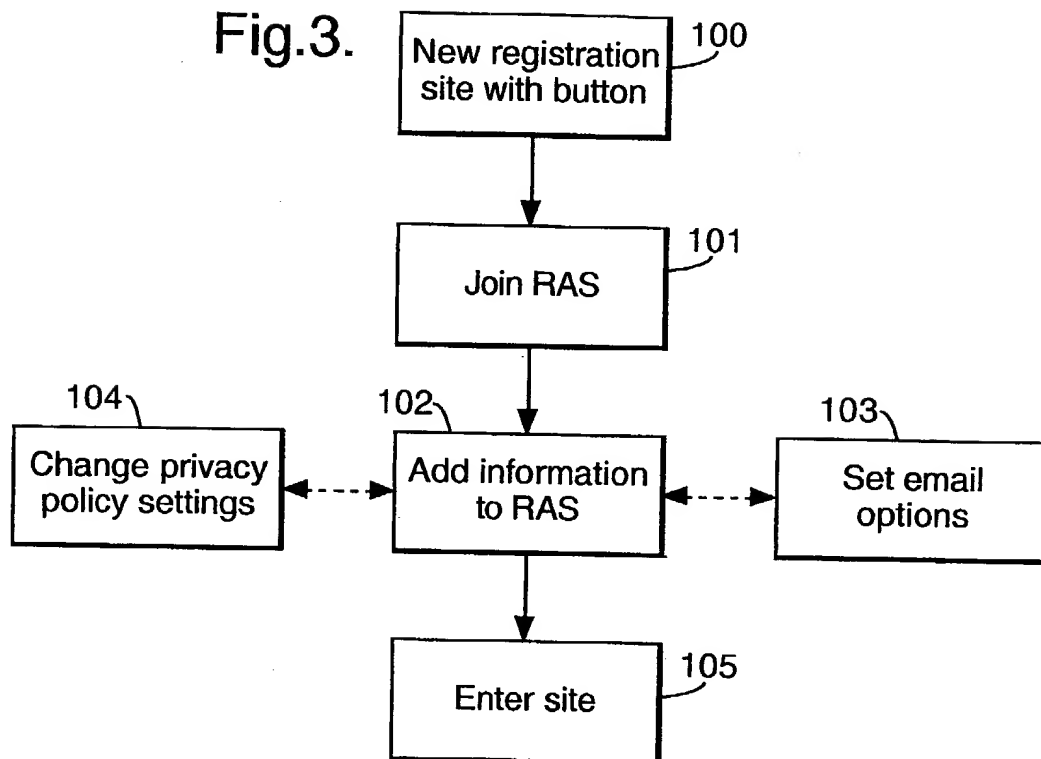 Fig.3.
100
New registration
site with button
101
Join RAS
104
102
103
Change privacy
policy settings
Add information
to RAS
Set email
options
105
Enter site